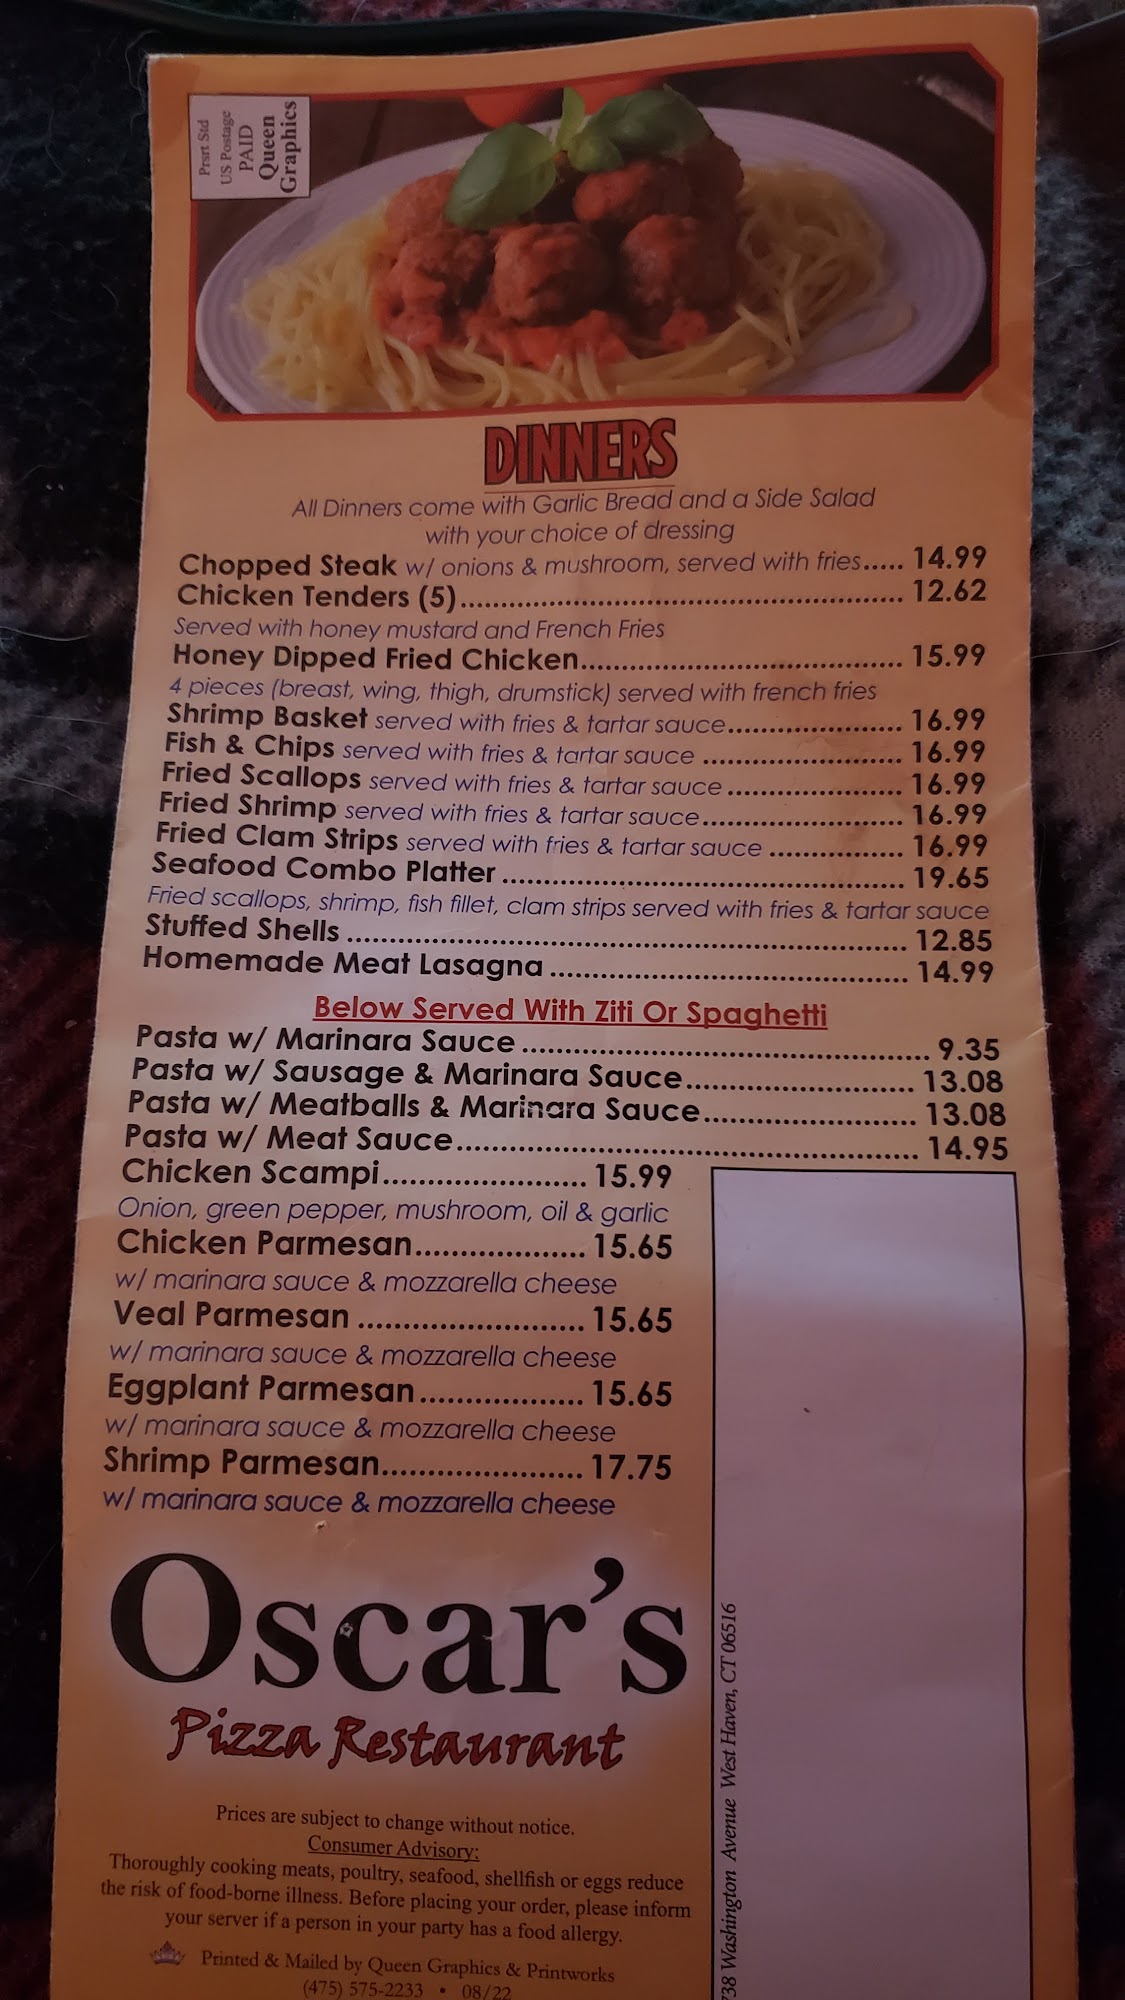 Prsrt Std
US Postage
PAID
Queen
Graphics
DINNERS
All Dinners come with Garlic Bread and a Side Salad
with your choice of dressing
Chopped Steak w/ onions & mushroom, served with fries..... 14.99
Chicken Tenders (5)........................................................... 12.62
Served with honey mustard and French Fries
Honey Dipped Fried Chicken.......................................... 15.99
4 pieces (breast, wing, thigh, drumstick) served with french fries
Shrimp Basket served with fries & tartar sauce....................... 16.99
Fish & Chips served with fries & tartar sauce .......................... 16.99
Fried Scallops served with fries & tartar sauce ....................... 16.99
Fried Shrimp served with fries & tartar sauce.......................... 16.99
Fried Clam Strips served with fries & tartar sauce .................. 16.99
Seafood Combo Platter ..................................................... 19.65
Fried scallops, shrimp, fish fillet, clam strips served with fries & tartar sauce
Stuffed Shells ......................................................................... 12.85
Homemade Meat Lasagna ............................................... 14.99
Below Served With Ziti Or Spaghetti
Pasta w/ Marinara Sauce ..................................................... 9.35
Pasta w/ Sausage & Marinara Sauce.............................. 13.08
Pasta w/ Meatballs & Marinara Sauce............................ 13.08
Pasta w/ Meat Sauce............................................................ 14.95
Chicken Scampi.......................... 15.99
Onion, green pepper, mushroom, oil & garlic
Chicken Parmesan...................... 15.65
w/ marinara sauce & mozzarella cheese
Veal Parmesan ............................. 15.65
w/ marinara sauce & mozzarella cheese
Eggplant Parmesan ..................... 15.65
w/ marinara sauce & mozzarella cheese
Shrimp Parmesan.......................... 17.75
w/ marinara sauce & mozzarella cheese
Oscar's
Pizza Restaurant
Prices are subject to change without notice.
Consumer Advisory:
Thoroughly cooking meats, poultry, seafood, shellfish or eggs reduce
the risk of food-borne illness. Before placing your order, please inform
your server if a person in your party has a food allergy.
Printed & Mailed by Queen Graphics & Printworks
(475) 575-2233 • 08/22
738 Washington Avenue West Haven, CT 06516